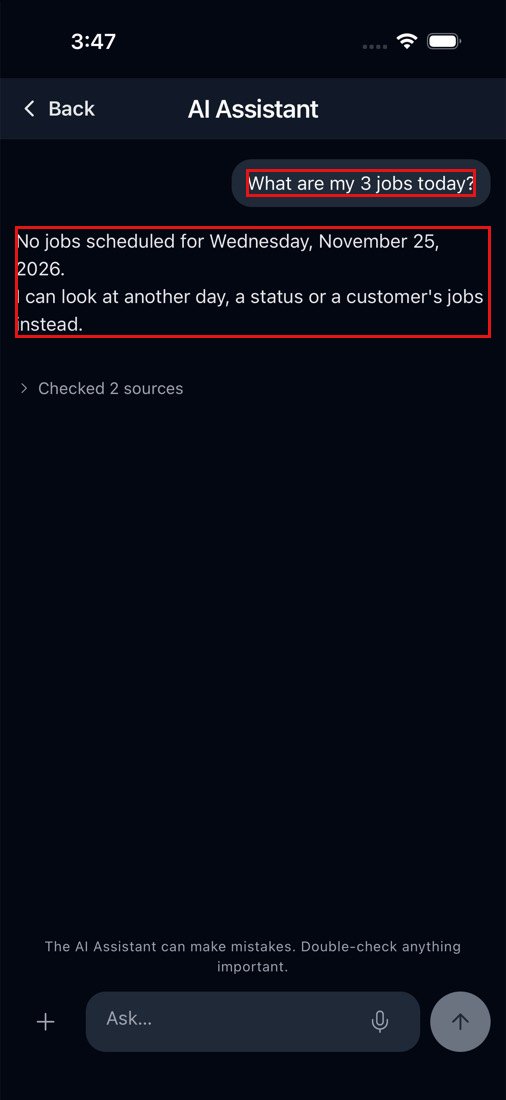 3:47
Back
AI Assistant
What are my 3 jobs today?
No jobs scheduled for Wednesday, November 25,
2026.
I can look at another day, a status or a customer's jobs
instead.
Checked 2 sources
The AI Assistant can make mistakes. Double-check anything
important.
Ask...